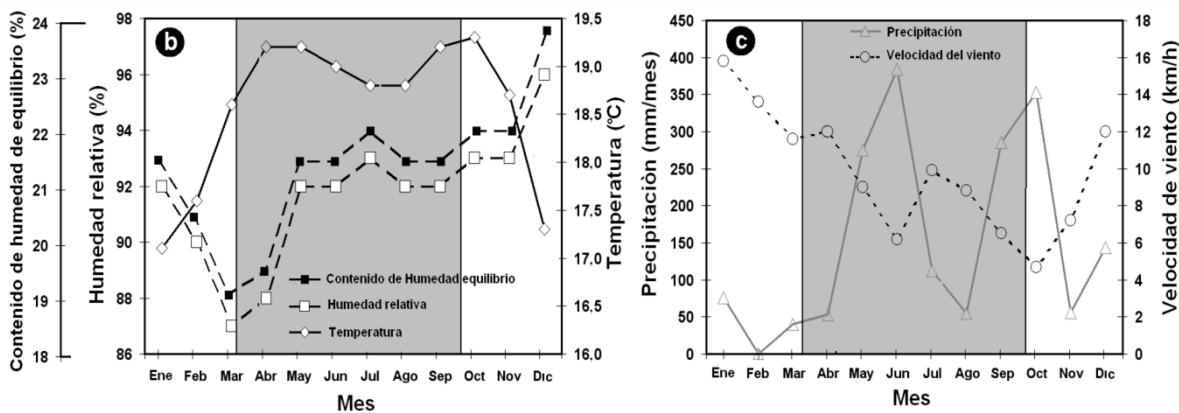 b
Contenido de humedad de equilibrio (%)
24
23
22
21
20
19
18
Humedad relativa (%)
98
96
94
92
90
88
86
Contenido de Humedad equilibrio
Humedad relativa
Temperatura
19,5
19,0
18,5
18,0
17,5
17,0
16,5
16,0
Temperatura (°C)
Ene Feb Mar Abr May Jun Jul Ago Sep Oct Nov Dic
Mes
c
Precipitación (mm/mes)
450
400
350
300
250
200
150
100
50
0
Precipitación
Velocidad del viento
18
16
14
12
10
8
6
4
2
0
Velocidad de viento (km/h)
Ene Feb Mar Abr May Jun Jul Ago Sep Oct Nov Dic
Mes